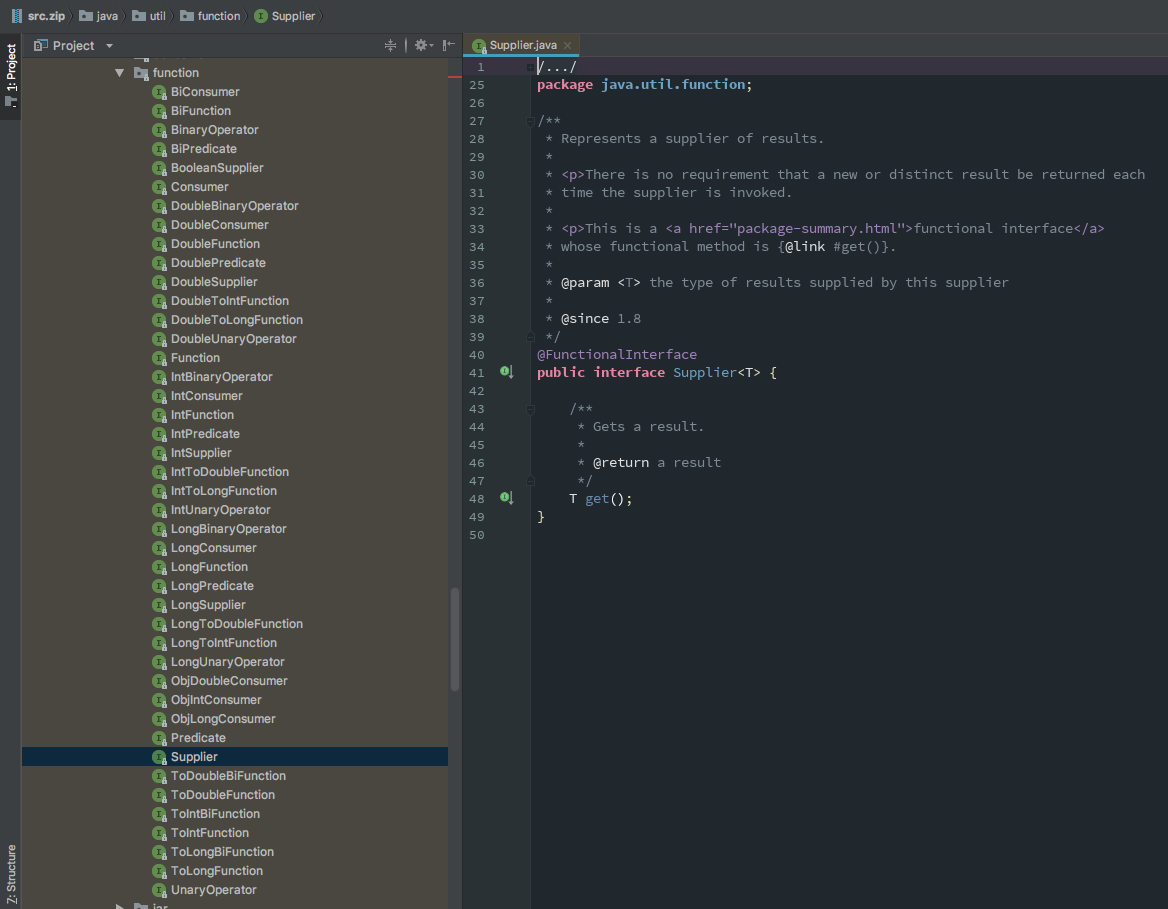 src.zip java util function Supplier
1: Project
Z: Structure
Project
function
BiConsumer
BiFunction
BinaryOperator
BiPredicate
BooleanSupplier
Consumer
DoubleBinaryOperator
DoubleConsumer
DoubleFunction
DoublePredicate
DoubleSupplier
DoubleToIntFunction
DoubleToLongFunction
DoubleUnaryOperator
Function
IntBinaryOperator
IntConsumer
IntFunction
IntPredicate
IntSupplier
IntToDoubleFunction
IntToLongFunction
IntUnaryOperator
LongBinaryOperator
LongConsumer
LongFunction
LongPredicate
LongSupplier
LongToDoubleFunction
LongToIntFunction
LongUnaryOperator
ObjDoubleConsumer
ObjIntConsumer
ObjLongConsumer
Predicate
Supplier
ToDoubleBiFunction
ToDoubleFunction
ToIntBiFunction
ToIntFunction
ToLongBiFunction
ToLongFunction
UnaryOperator
Supplier.java
1 /.../
25 package java.util.function;
26
27 /**
28 * Represents a supplier of results.
29 *
30 * <p>There is no requirement that a new or distinct result be returned each
31 * time the supplier is invoked.
32 *
33 * <p>This is a <a href="package-summary.html">functional interface</a>
34 * whose functional method is {@link #get()}.
35 *
36 * @param <T> the type of results supplied by this supplier
37 *
38 * @since 1.8
39 */
40 @FunctionalInterface
41 public interface Supplier<T> {
42
43 /**
44 * Gets a result.
45 *
46 * @return a result
47 */
48 T get();
49 }
50